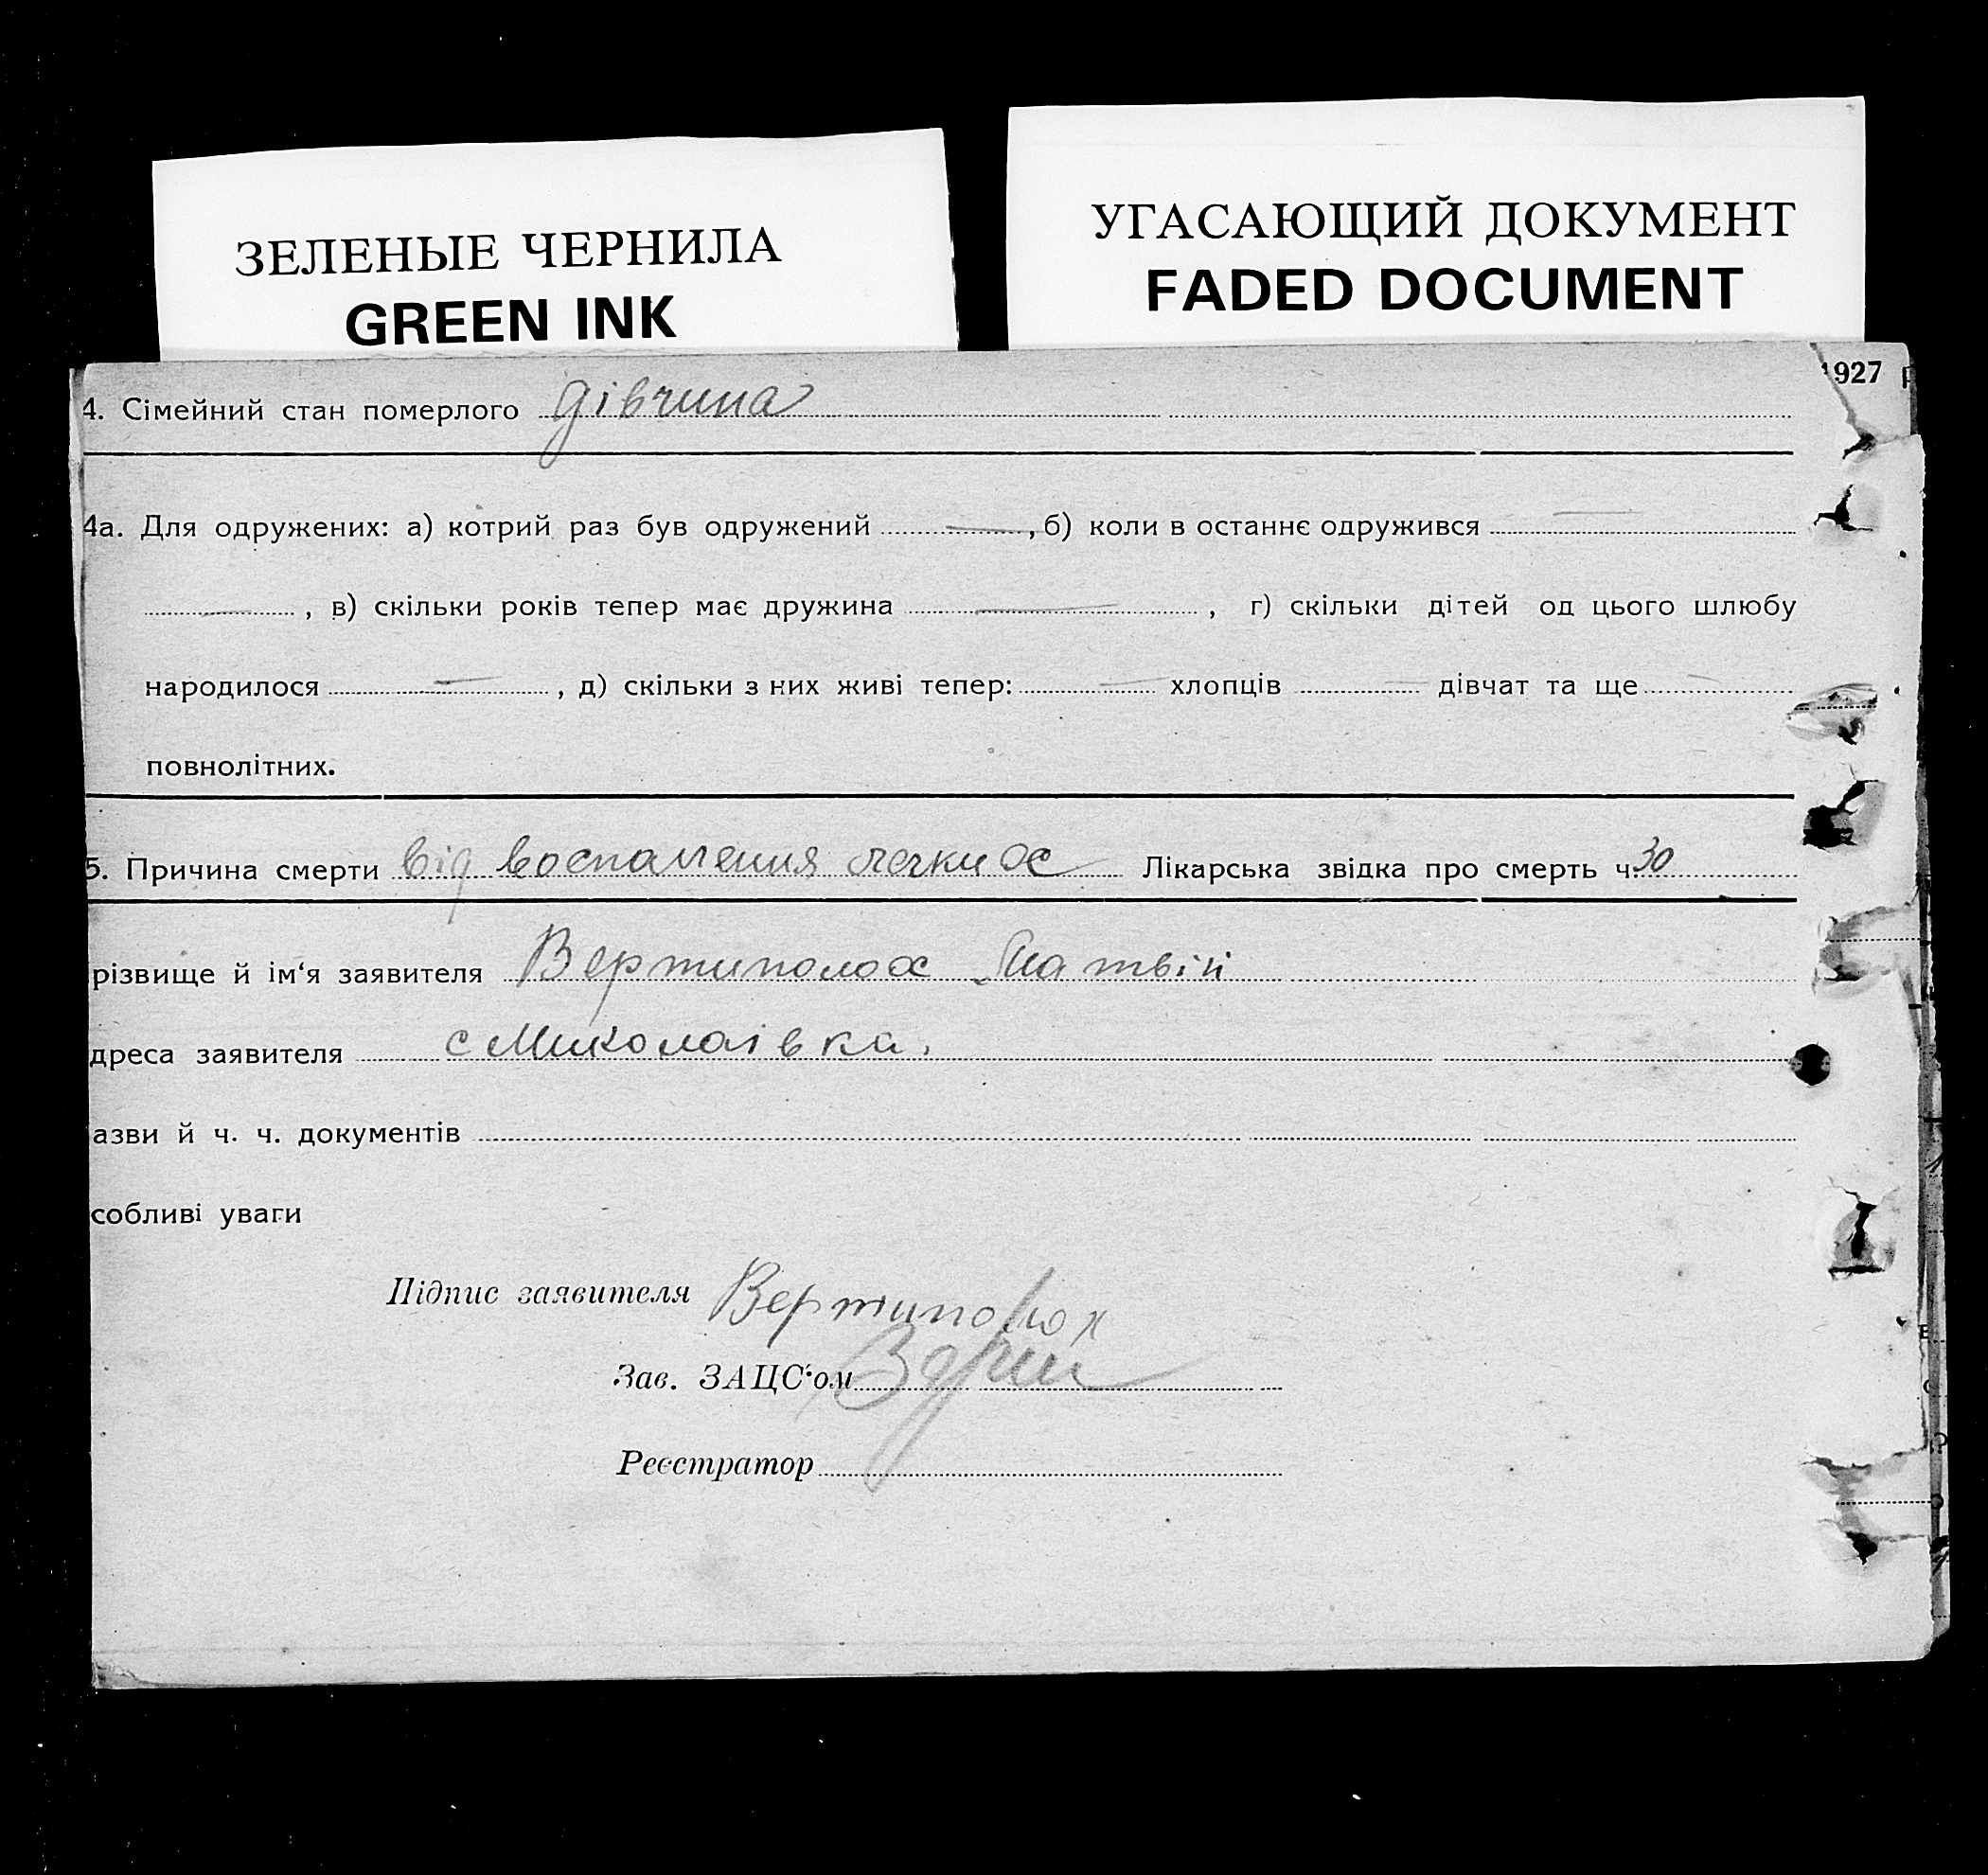 ЗЕЛЕНЫЕ ЧЕРНИЛА
GREEN INK
УГАСАЮЩИЙ ДОКУМЕНТ
FADED DOCUMENT
1927 р
4. Сімейний стан померлого дівчина
4а. Для одружених: а) котрий раз був одружений —, б) коли в останнє одружився —
—, в) скільки років тепер має дружина —, г) скільки дітей од цього шлюбу
народилося —, д) скільки з них живі тепер: — хлопців — дівчат та ще —
повнолітних.
5. Причина смерти від воспаления легких Лікарська звідка про смерть ч. 30
різвище й ім‘я заявителя Вертиполох Матвій
дреса заявителя с Миколаівка.
азви й ч. ч. документів
собливі уваги
Підпис заявителя Вертиполох
Зав. ЗАЦС‘ом
Реєстратор